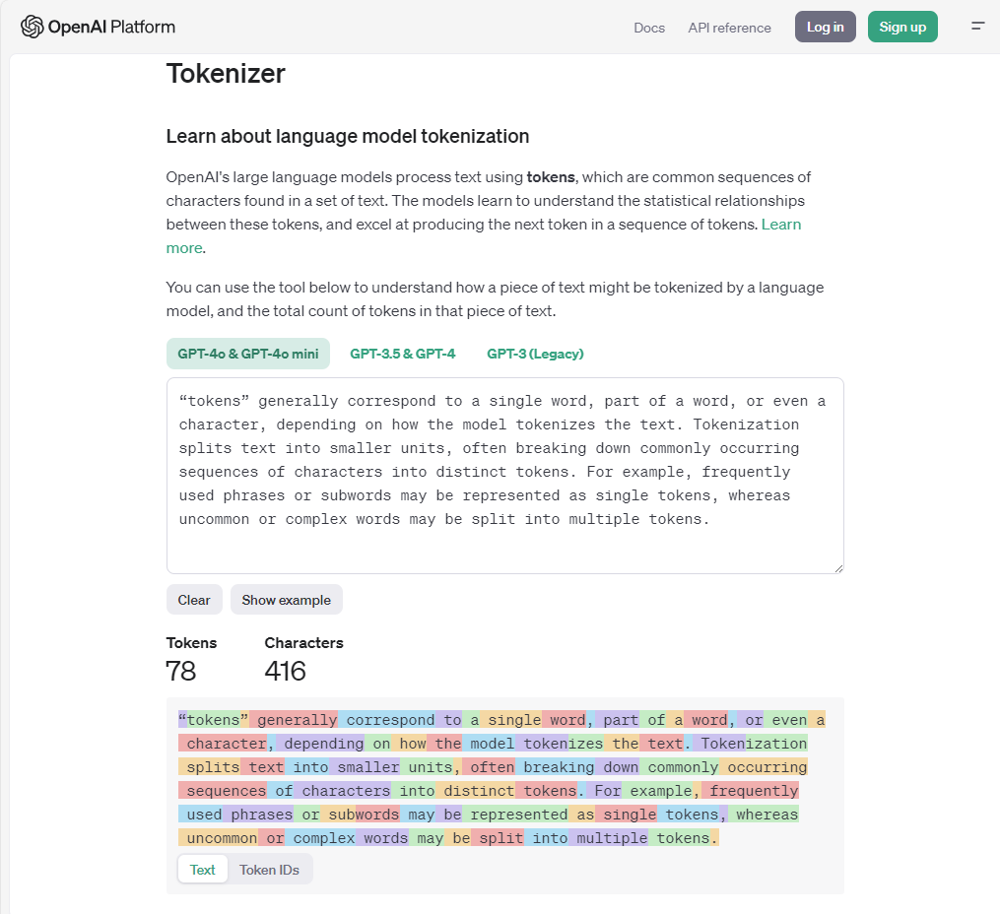 OpenAI Platform
Docs
API reference
Log in
Sign up
Tokenizer
Learn about language model tokenization
OpenAI's large language models process text using tokens, which are common sequences of
characters found in a set of text. The models learn to understand the statistical relationships
between these tokens, and excel at producing the next token in a sequence of tokens. Learn
more.
You can use the tool below to understand how a piece of text might be tokenized by a language
model, and the total count of tokens in that piece of text.
GPT-4o & GPT-4o mini
GPT-3.5 & GPT-4
GPT-3 (Legacy)
“tokens” generally correspond to a single word, part of a word, or even a
character, depending on how the model tokenizes the text. Tokenization
splits text into smaller units, often breaking down commonly occurring
sequences of characters into distinct tokens. For example, frequently
used phrases or subwords may be represented as single tokens, whereas
uncommon or complex words may be split into multiple tokens.
Clear
Show example
Tokens
Characters
78
416
“tokens” generally correspond to a single word, part of a word, or even a
character, depending on how the model tokenizes the text. Tokenization
splits text into smaller units, often breaking down commonly occurring
sequences of characters into distinct tokens. For example, frequently
used phrases or subwords may be represented as single tokens, whereas
uncommon or complex words may be split into multiple tokens.
Text
Token IDs